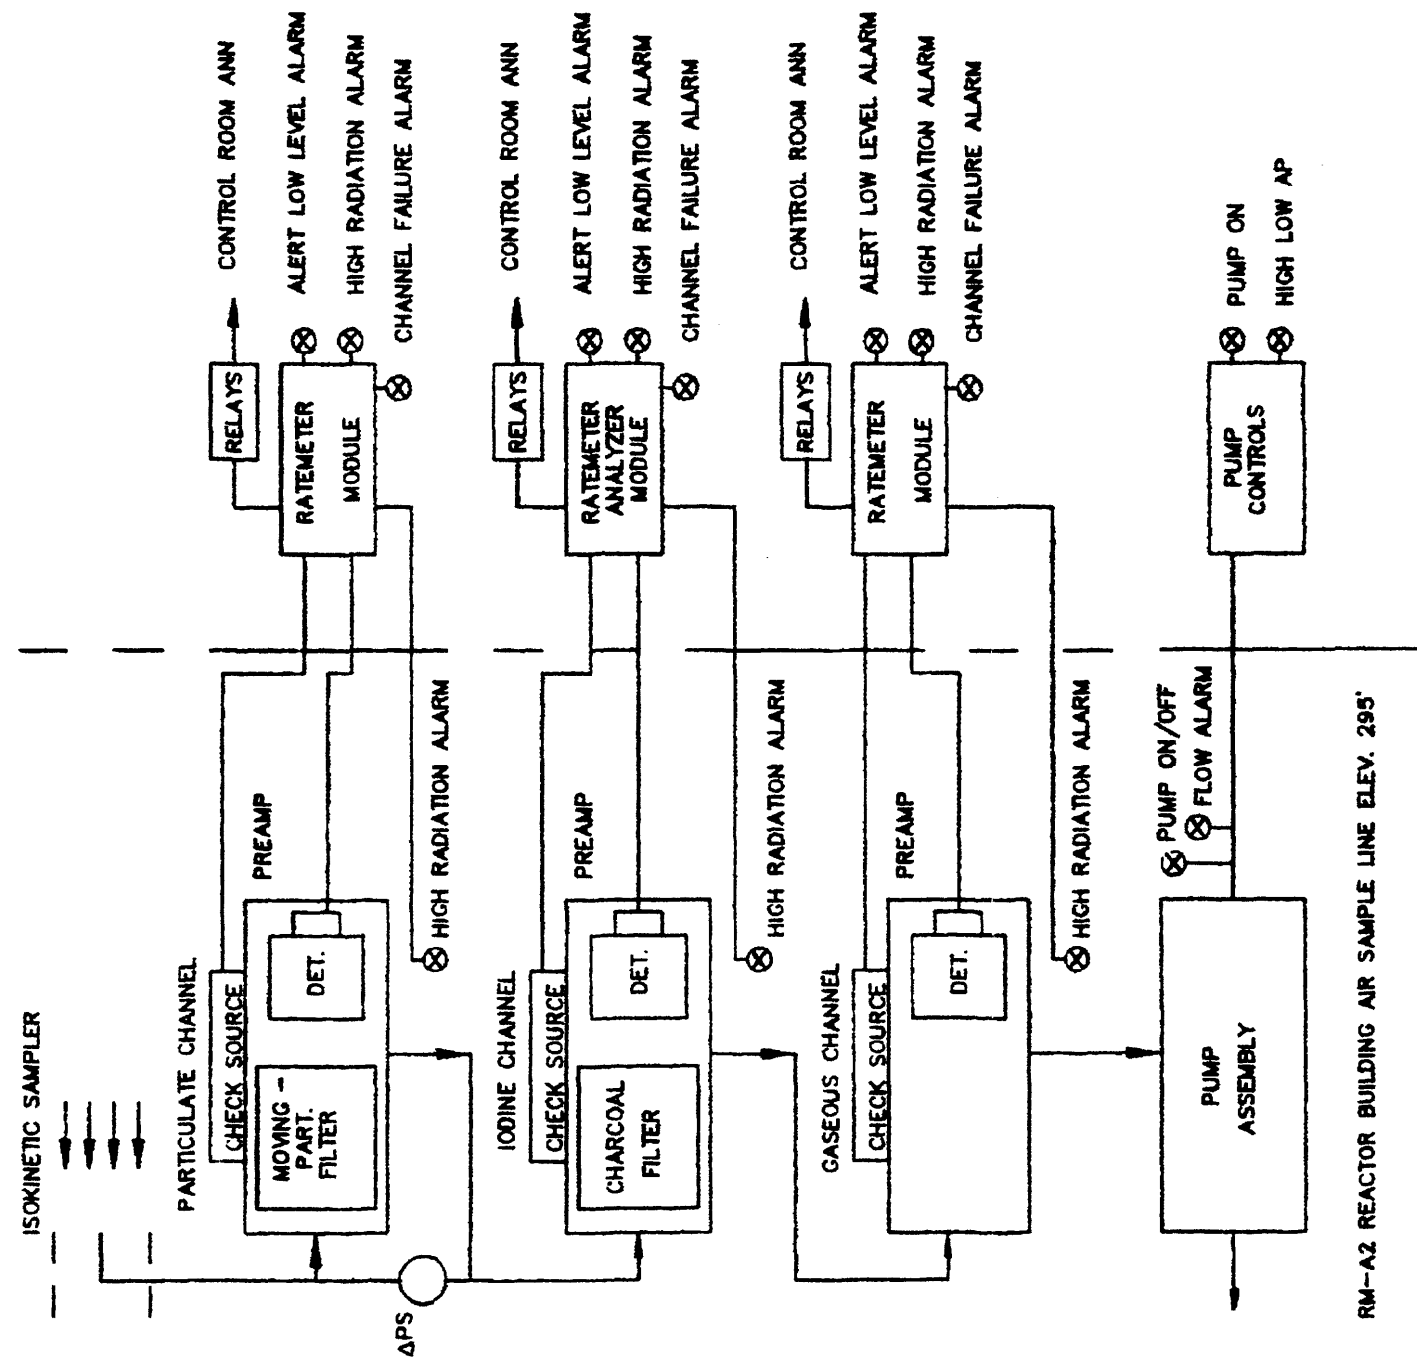 ISOKINETIC SAMPLER
PARTICULATE CHANNEL
CHECK SOURCE
MOVING-
PART.
FILTER
DET.
PREAMP
HIGH RADIATION ALARM
RATEMETER
MODULE
RELAYS
CONTROL ROOM ANN
ALERT LOW LEVEL ALARM
HIGH RADIATION ALARM
CHANNEL FAILURE ALARM
ΔPS
IODINE CHANNEL
CHECK SOURCE
CHARCOAL
FILTER
DET.
PREAMP
HIGH RADIATION ALARM
RATEMETER
ANALYZER
MODULE
RELAYS
CONTROL ROOM ANN
ALERT LOW LEVEL ALARM
HIGH RADIATION ALARM
CHANNEL FAILURE ALARM
GASEOUS CHANNEL
CHECK SOURCE
DET.
PREAMP
HIGH RADIATION ALARM
RATEMETER
MODULE
RELAYS
CONTROL ROOM ANN
ALERT LOW LEVEL ALARM
HIGH RADIATION ALARM
CHANNEL FAILURE ALARM
PUMP
ASSEMBLY
PUMP ON/OFF
FLOW ALARM
PUMP
CONTROLS
PUMP ON
HIGH LOW AP
RM-A2 REACTOR BUILDING AIR SAMPLE LINE ELEV. 295'